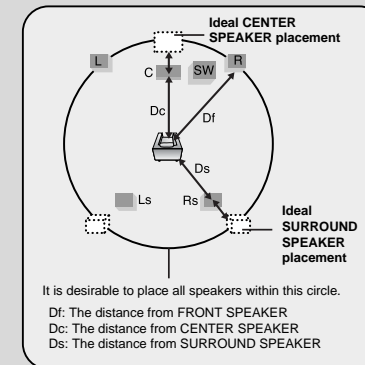 Ideal CENTER
SPEAKER placement
L
R
C
SW
Dc
Df
Ds
Ls
Rs
Ideal
SURROUND
SPEAKER
placement
It is desirable to place all speakers within this circle.
Df: The distance from FRONT SPEAKER
Dc: The distance from CENTER SPEAKER
Ds: The distance from SURROUND SPEAKER